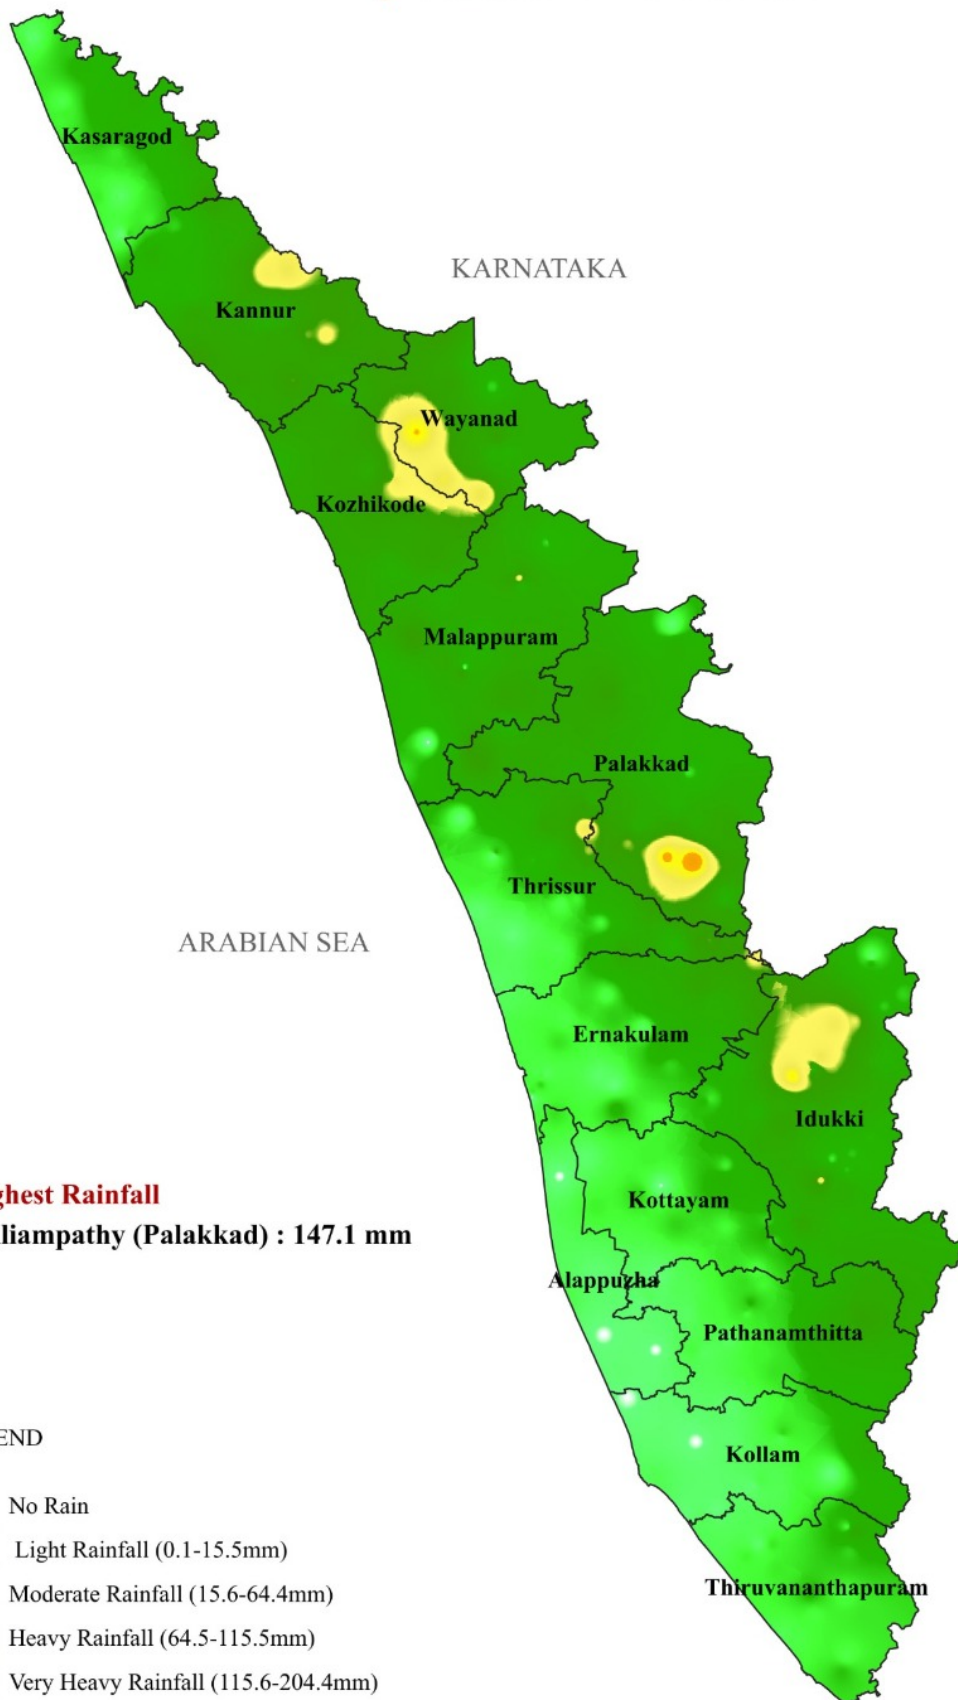 Kasaragod
KARNATAKA
Kannur
Wayanad
Kozhikode
Malappuram
Palakkad
Thrissur
ARABIAN SEA
Ernakulam
Idukki
ghest Rainfall
Kottayam
lliampathy (Palakkad) : 147.1 mm
Alappuzha
Pathanamthitta
END
Kollam
No Rain
Light Rainfall (0.1-15.5mm)
Thiruvananthapuram
Moderate Rainfall (15.6-64.4mm)
Heavy Rainfall (64.5-115.5mm)
Very Heavy Rainfall (115.6-204.4mm)